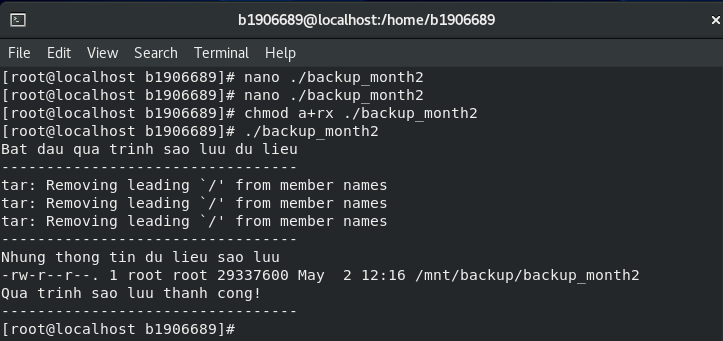 b1906689@localhost:/home/b1906689
File Edit View Search Terminal Help
[root@localhost b1906689]# nano ./backup_month2
[root@localhost b1906689]# nano ./backup_month2
[root@localhost b1906689]# chmod a+rx ./backup_month2
[root@localhost b1906689]# ./backup_month2
Bat dau qua trinh sao luu du lieu
---------------------------------
tar: Removing leading `/' from member names
tar: Removing leading `/' from member names
tar: Removing leading `/' from member names
---------------------------------
Nhung thong tin du lieu sao luu
-rw-r--r--. 1 root root 29337600 May  2 12:16 /mnt/backup/backup_month2
Qua trinh sao luu thanh cong!
---------------------------------
[root@localhost b1906689]#